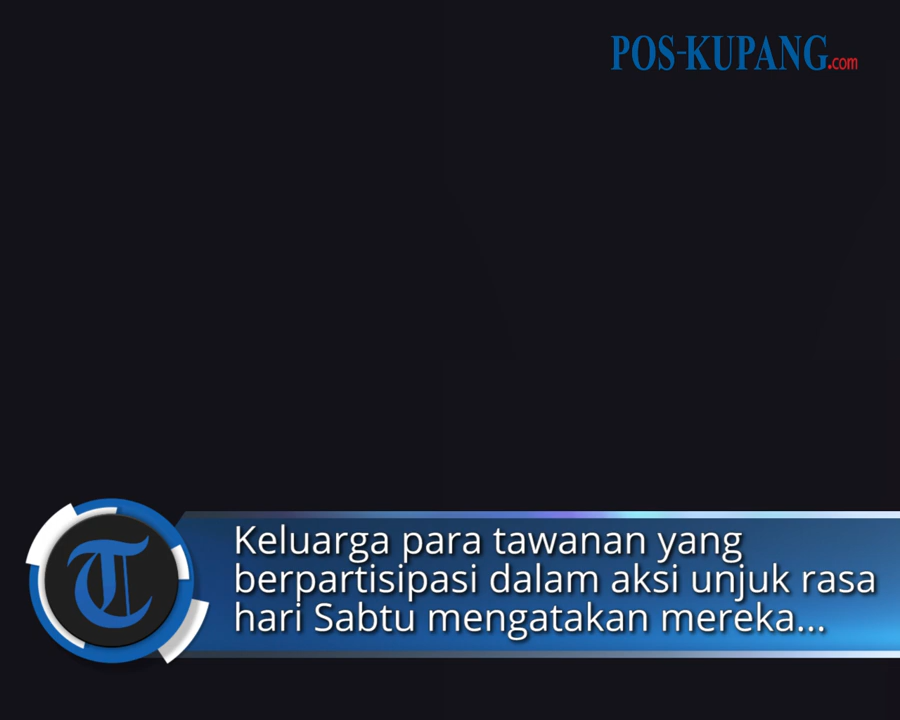 POS-KUPANG.com
T
Keluarga para tawanan yang
berpartisipasi dalam aksi unjuk rasa
hari Sabtu mengatakan mereka...